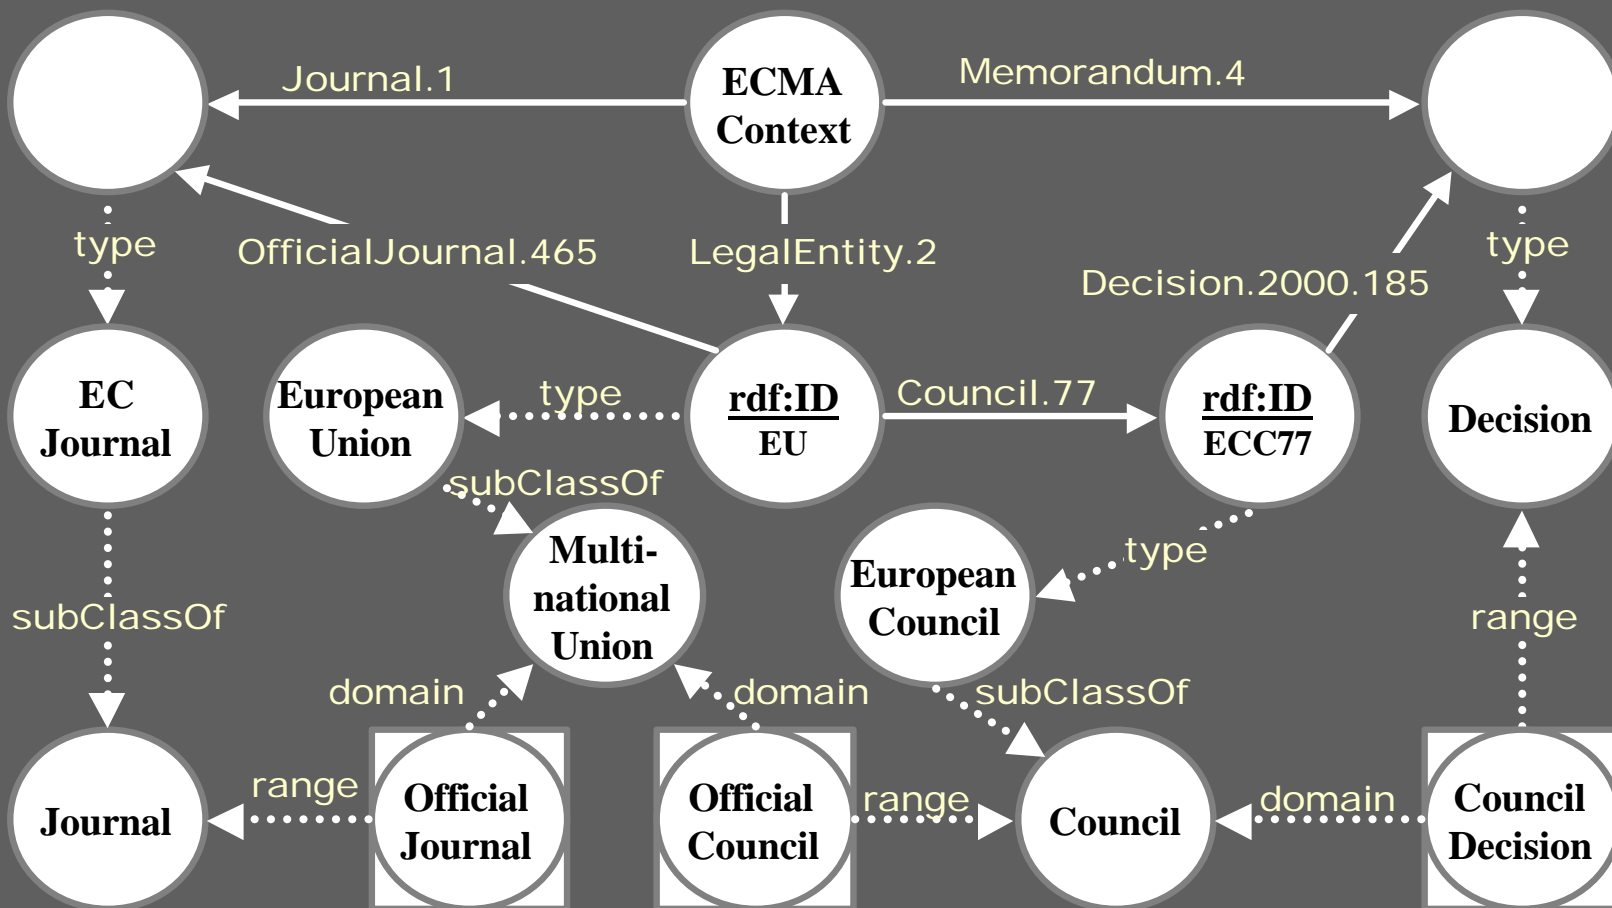 Journal.1
ECMA
Context
Memorandum.4
type
OfficialJournal.465
LegalEntity.2
Decision.2000.185
type
EC
Journal
European
Union
type
rdf:ID
EU
Council.77
rdf:ID
ECC77
Decision
subClassOf
Multi-
national
Union
European
Council
type
subClassOf
range
domain
domain
subClassOf
Journal
range
Official
Journal
Official
Council
range
Council
domain
Council
Decision